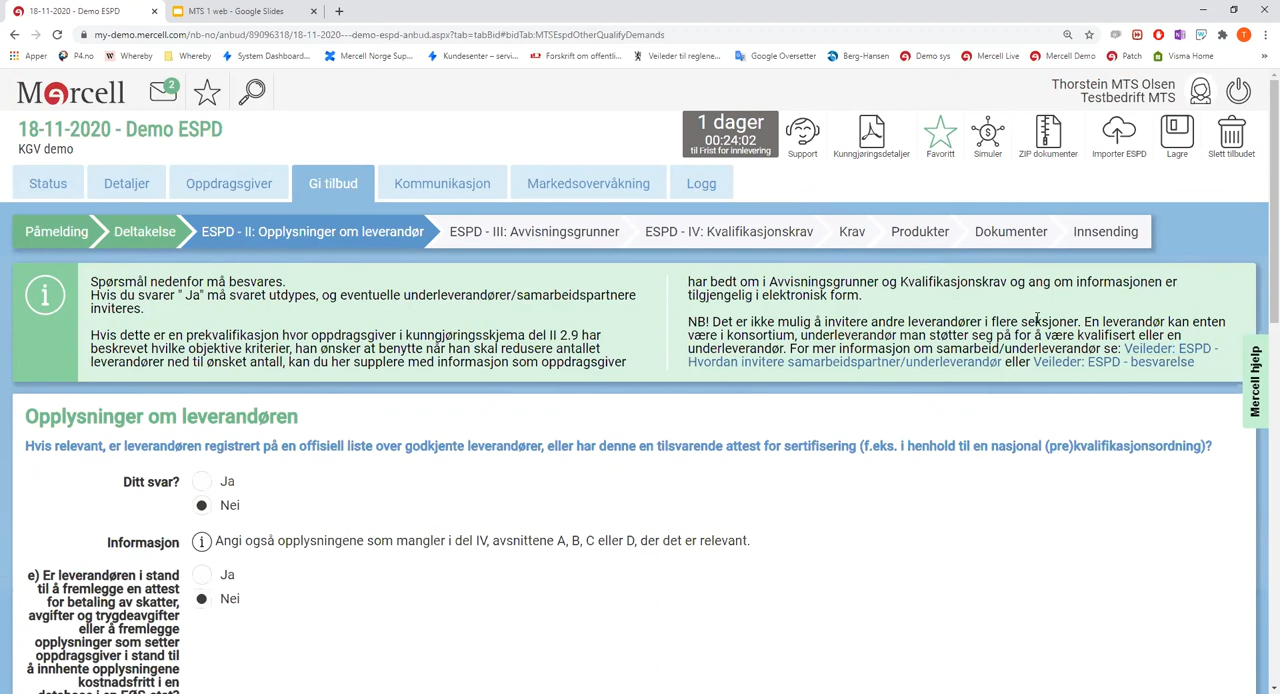 18-11-2020 - Demo ESPD
MTS 1 web - Google Slides
my-demo.mercell.com/nb-no/anbud/89096318/18-11-2020---demo-espd-anbud.aspx?tab=tab8id#bidTab:MTSEspdOtherQualifyDemands
Apper P4.no Whereby Whereby System Dashboard... Mercell Norge Sup... Kundesenter – servi... Forskrift om offentli... Veileder til reglene... Google Oversetter Berg-Hansen Demo sys Mercell Live Mercell Demo Patch Visma Home
Mercell
2
Thorstein MTS Olsen
Testbedrift MTS
18-11-2020 - Demo ESPD
KGV demo
1 dager
00:24:02
til Frist for innlevering
Support
Kunngjøringsdetaljer
Favoritt
Simuler
ZIP dokumenter
Importer ESPD
Lagre
Slett tilbudet
Status Detaljer Oppdragsgiver Gi tilbud Kommunikasjon Markedsovervåkning Logg
Påmelding Deltakelse ESPD - II: Opplysninger om leverandør ESPD - III: Avvisningsgrunner ESPD - IV: Kvalifikasjonskrav Krav Produkter Dokumenter Innsending
Spørsmål nedenfor må besvares.
Hvis du svarer " Ja" må svaret utdypes, og eventuelle underleverandører/samarbeidspartnere
inviteres.
Hvis dette er en prekvalifikasjon hvor oppdragsgiver i kunngjøringsskjema del II 2.9 har
beskrevet hvilke objektive kriterier, han ønsker at benytte når han skal redusere antallet
leverandører ned til ønsket antall, kan du her supplere med informasjon som oppdragsgiver
har bedt om i Avvisningsgrunner og Kvalifikasjonskrav og ang om informasjonen er
tilgjengelig i elektronisk form.
NB! Det er ikke mulig å invitere andre leverandører i flere seksjoner. En leverandør kan enten
være i konsortium, underleverandør man støtter seg på for å være kvalifisert eller en
underleverandør. For mer informasjon om samarbeid/underleverandør se: Veileder: ESPD -
Hvordan invitere samarbeidspartner/underleverandør eller Veileder: ESPD - besvarelse
Mercell hjelp
Opplysninger om leverandøren
Hvis relevant, er leverandøren registrert på en offisiell liste over godkjente leverandører, eller har denne en tilsvarende attest for sertifisering (f.eks. i henhold til en nasjonal (pre)kvalifikasjonsordning)?
Ditt svar?
Ja
Nei
Informasjon
Angi også opplysningene som mangler i del IV, avsnittene A, B, C eller D, der det er relevant.
e) Er leverandøren i stand
til å fremlegge en attest
for betaling av skatter,
avgifter og trygdeavgifter
eller å fremlegge
opplysninger som setter
oppdragsgiver i stand til
å innhente opplysningene
kostnadsfritt i en
database i en EØS-stat?
Ja
Nei